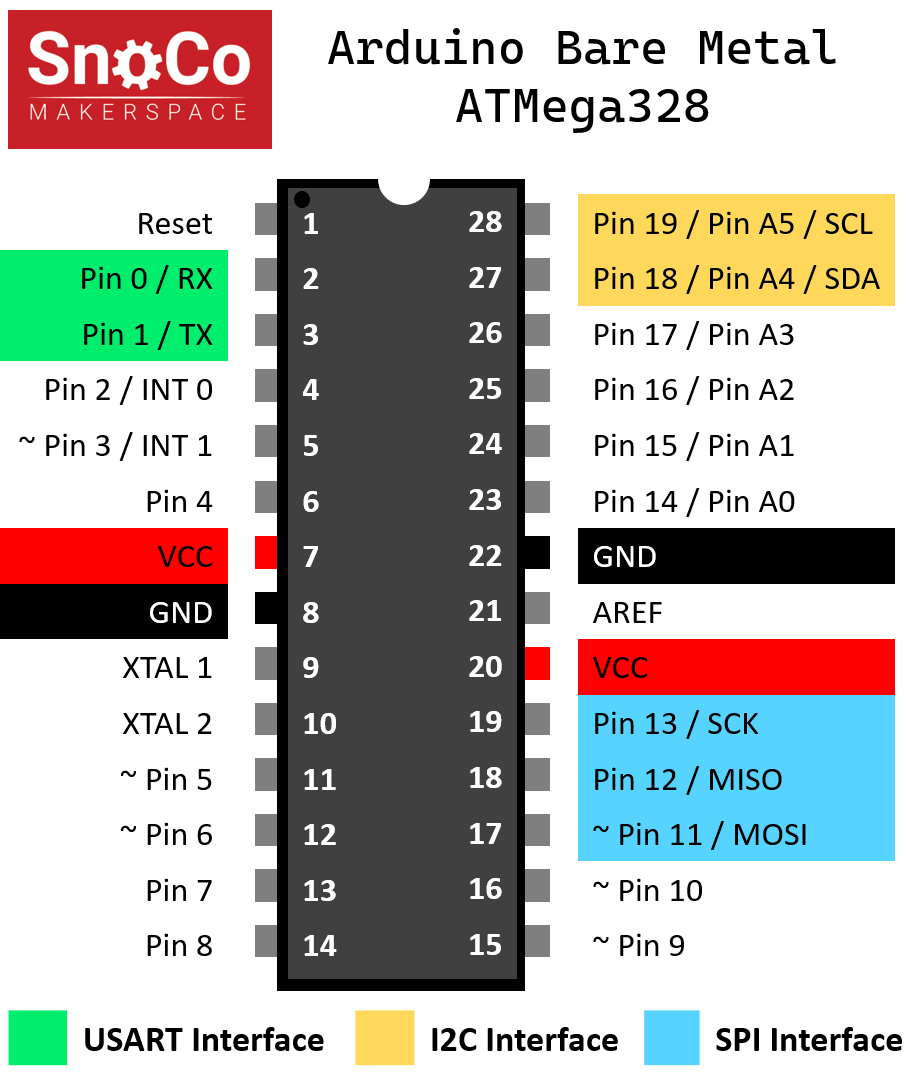 SnoCo
MAKERSPACE
Arduino Bare Metal
ATMega328
Reset 1 28 Pin 19 / Pin A5 / SCL
Pin 0 / RX 2 27 Pin 18 / Pin A4 / SDA
Pin 1 / TX 3 26 Pin 17 / Pin A3
Pin 2 / INT 0 4 25 Pin 16 / Pin A2
~ Pin 3 / INT 1 5 24 Pin 15 / Pin A1
Pin 4 6 23 Pin 14 / Pin A0
VCC 7 22 GND
GND 8 21 AREF
XTAL 1 9 20 VCC
XTAL 2 10 19 Pin 13 / SCK
~ Pin 5 11 18 Pin 12 / MISO
~ Pin 6 12 17 ~ Pin 11 / MOSI
Pin 7 13 16 ~ Pin 10
Pin 8 14 15 ~ Pin 9
USART Interface I2C Interface SPI Interface